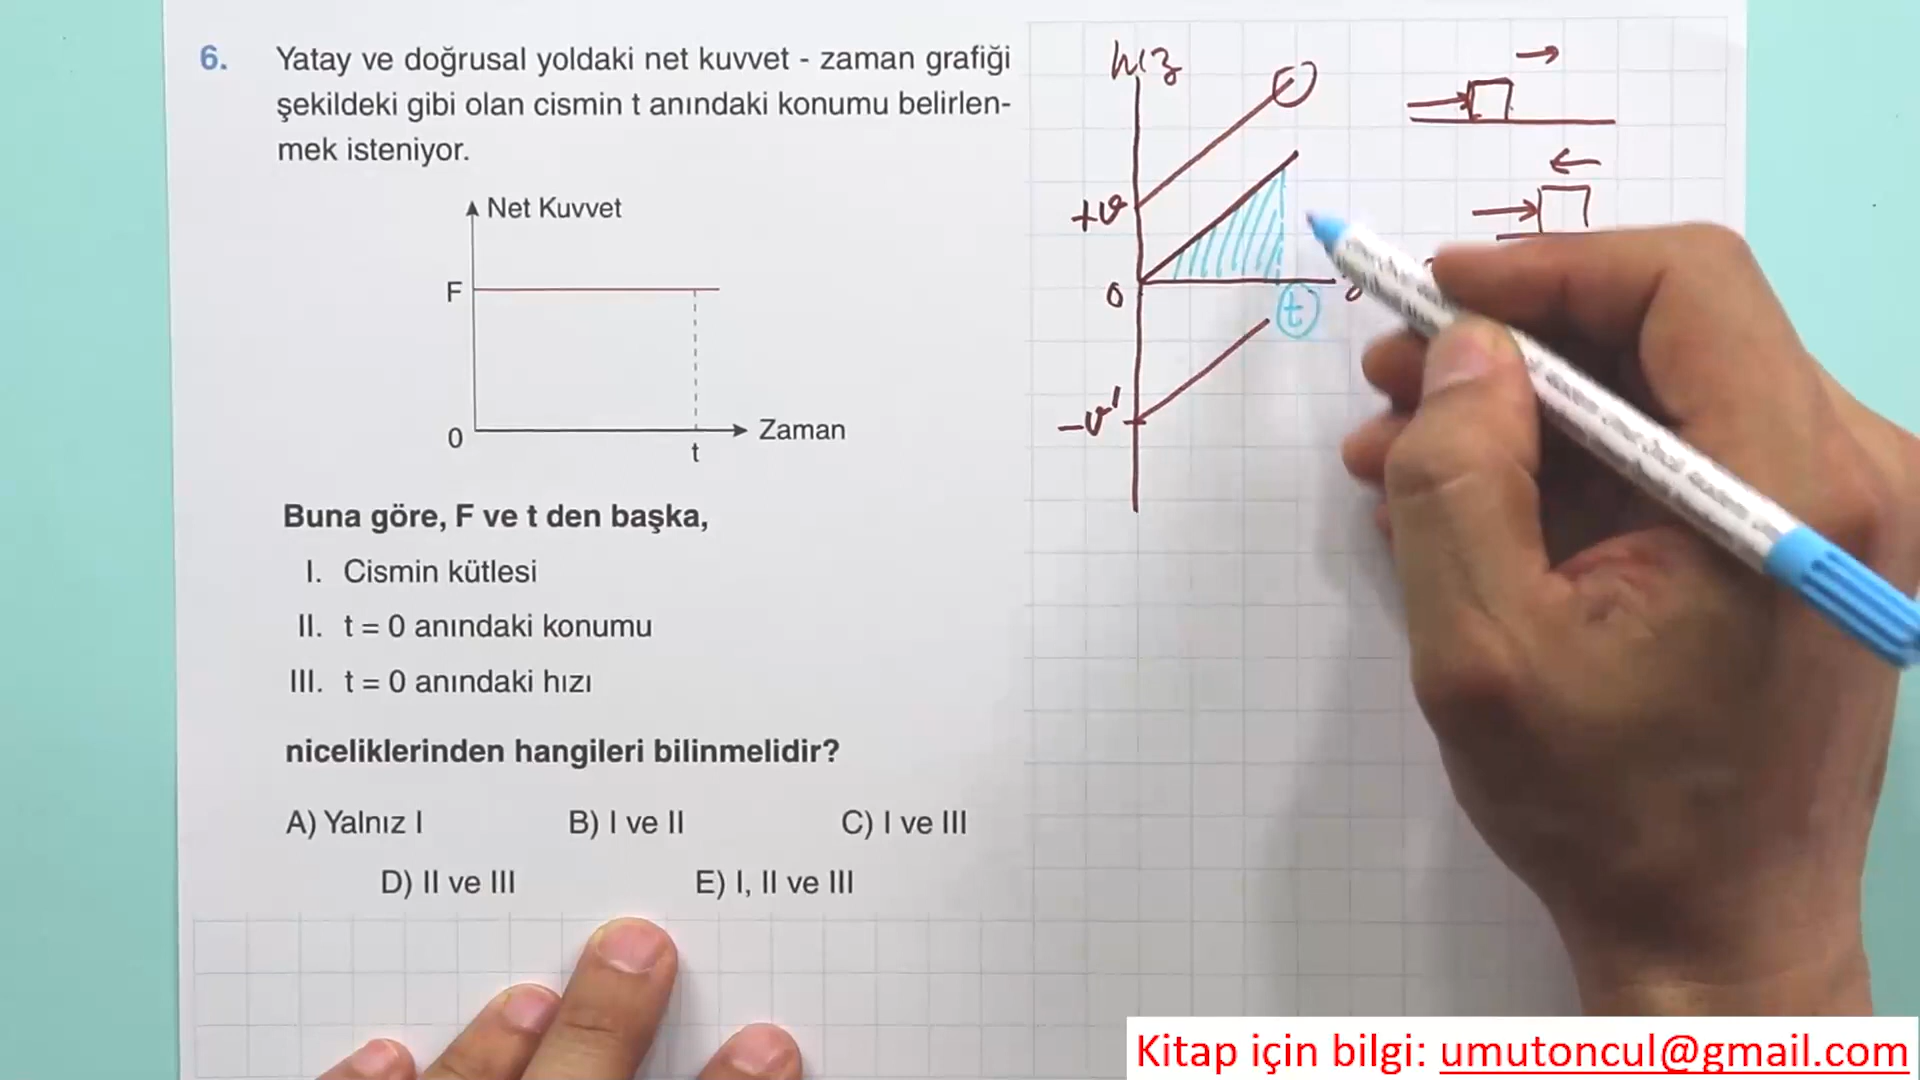 6. Yatay ve doğrusal yoldaki net kuvvet - zaman grafiği
şekildeki gibi olan cismin t anındaki konumu belirlen-
mek isteniyor.
Net Kuvvet
F
0
t
Zaman
Buna göre, F ve t den başka,
I. Cismin kütlesi
II. t = 0 anındaki konumu
III. t = 0 anındaki hızı
niceliklerinden hangileri bilinmelidir?
A) Yalnız I B) I ve II C) I ve III
D) II ve III E) I, II ve III
hız
+v
0
t
-v'
Kitap için bilgi: umutoncul@gmail.com